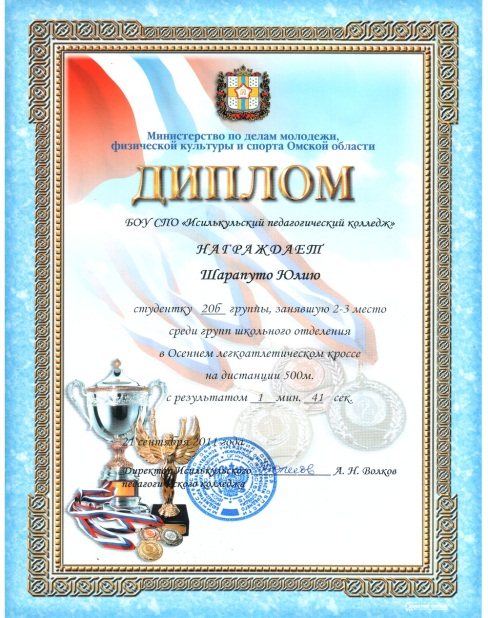 Министерство по делам молодежи,
физической культуры и спорта Омской области
ДИПЛОМ
БОУ СПО «Исилькульский педагогический колледж»
НАГРАЖДАЕТ
Шарапуто Юлию
студентку 20б группы, занявшую 2-3 место
среди групп школьного отделения
в Осеннем легкоатлетическом кроссе
на дистанции 500м.
с результатом 1 мин. 41 сек.
21 сентября 2011 года
Директор Исилькульского А. Н. Волков
педагогического колледжа